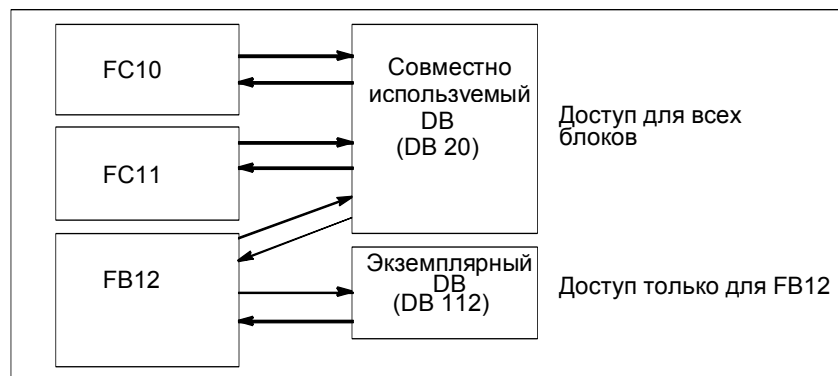 FC10
FC11
FB12
Совместно
используемый
DB
(DB 20)
Экземплярный
DB
(DB 112)
Доступ для всех
блоков
Доступ только для FB12